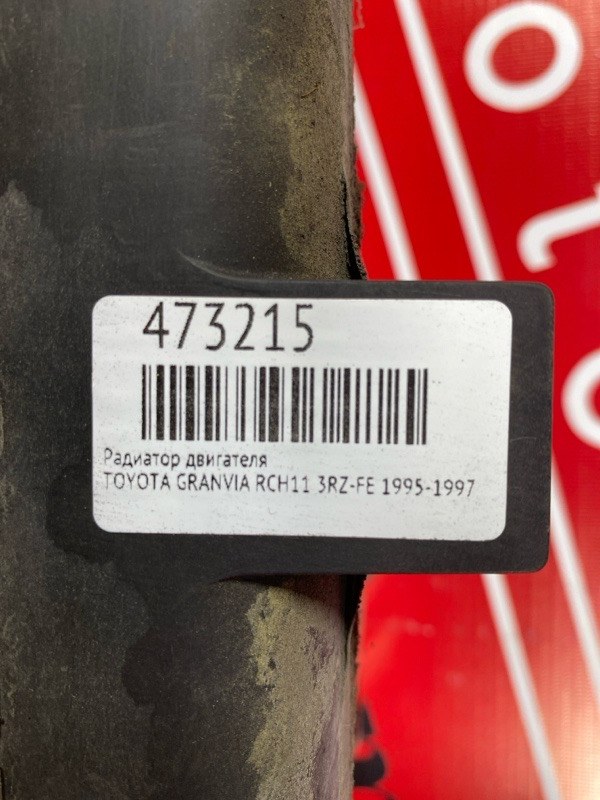 473215
Радиатор двигателя
TOYOTA GRANVIA RCH11 3RZ-FE 1995-1997
o
t
o